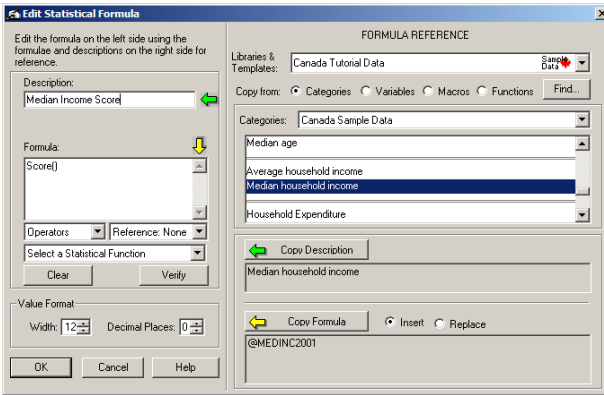 Edit Statistical Formula
Edit the formula on the left side using the
formulae and descriptions on the right side for
reference.
Description:
Median Income Score
Formula:
Score()
Operators
Reference: None
Select a Statistical Function
Clear
Verify
Value Format
Width: 12
Decimal Places: 0
OK
Cancel
Help
FORMULA REFERENCE
Libraries &
Templates:
Canada Tutorial Data
Sample
Data
Copy from: Categories Variables Macros Functions
Find...
Categories: Canada Sample Data
Median age
Average household income
Median household income
Household Expenditure
Copy Description
Median household income
Copy Formula
Insert Replace
@MEDINC2001